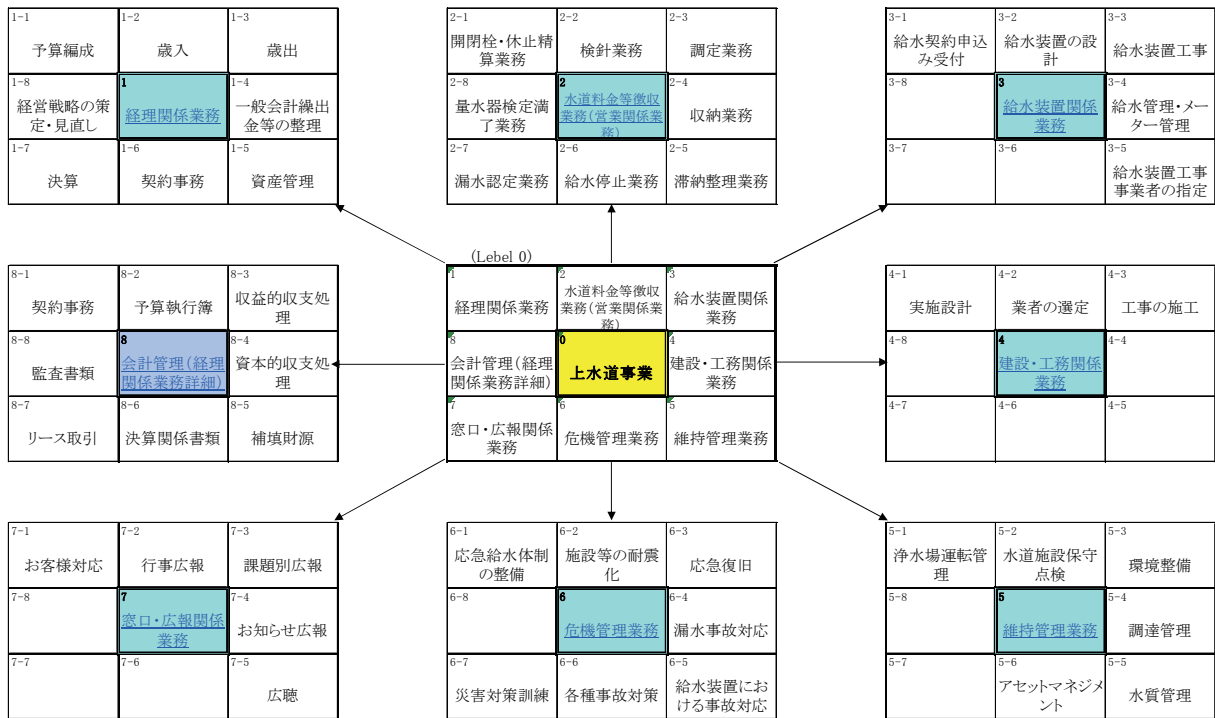 1-1 1-2 1-3
予算編成 歳入 歳出
1-8 1 1-4
経営戦略の策
定・見直し
経理関係業務
一般会計繰出
金等の整理
1-7 1-6 1-5
決算 契約事務 資産管理
2-1 2-2 2-3
開閉栓・休止精
算業務
検針業務 調定業務
2-8 2 2-4
量水器検定満
了業務
水道料金等徴収
業務(営業関係業
務)
収納業務
2-7 2-6 2-5
漏水認定業務 給水停止業務 滞納整理業務
3-1 3-2 3-3
給水契約申込
み受付
給水装置の設
計
給水装置工事
3-8 3 3-4
給水装置関係
業務
給水管理・メー
ター管理
3-7 3-6 3-5
給水装置工事
事業者の指定
8-1 8-2 8-3
契約事務 予算執行簿
収益的収支処
理
8-8 8 8-4
監査書類
会計管理(経理
関係業務詳細)
資本的収支処
理
8-7 8-6 8-5
リース取引 決算関係書類 補填財源
(Lebel 0)
1 2 3
経理関係業務
水道料金等徴収
業務(営業関係業
務)
給水装置関係
業務
8 0 4
会計管理(経理
関係業務詳細)
上水道事業
建設・工務関係
業務
7 6 5
窓口・広報関係
業務
危機管理業務 維持管理業務
4-1 4-2 4-3
実施設計 業者の選定 工事の施工
4-8 4 4-4
建設・工務関係
業務
4-7 4-6 4-5
7-1 7-2 7-3
お客様対応 行事広報 課題別広報
7-8 7 7-4
窓口・広報関係
業務
お知らせ広報
7-7 7-6 7-5
広聴
6-1 6-2 6-3
応急給水体制
の整備
施設等の耐震
化
応急復旧
6-8 6 6-4
危機管理業務 漏水事故対応
6-7 6-6 6-5
災害対策訓練 各種事故対策
給水装置にお
ける事故対応
5-1 5-2 5-3
浄水場運転管
理
水道施設保守
点検
環境整備
5-8 5 5-4
維持管理業務 調達管理
5-7 5-6 5-5
アセットマネジメ
ント
水質管理